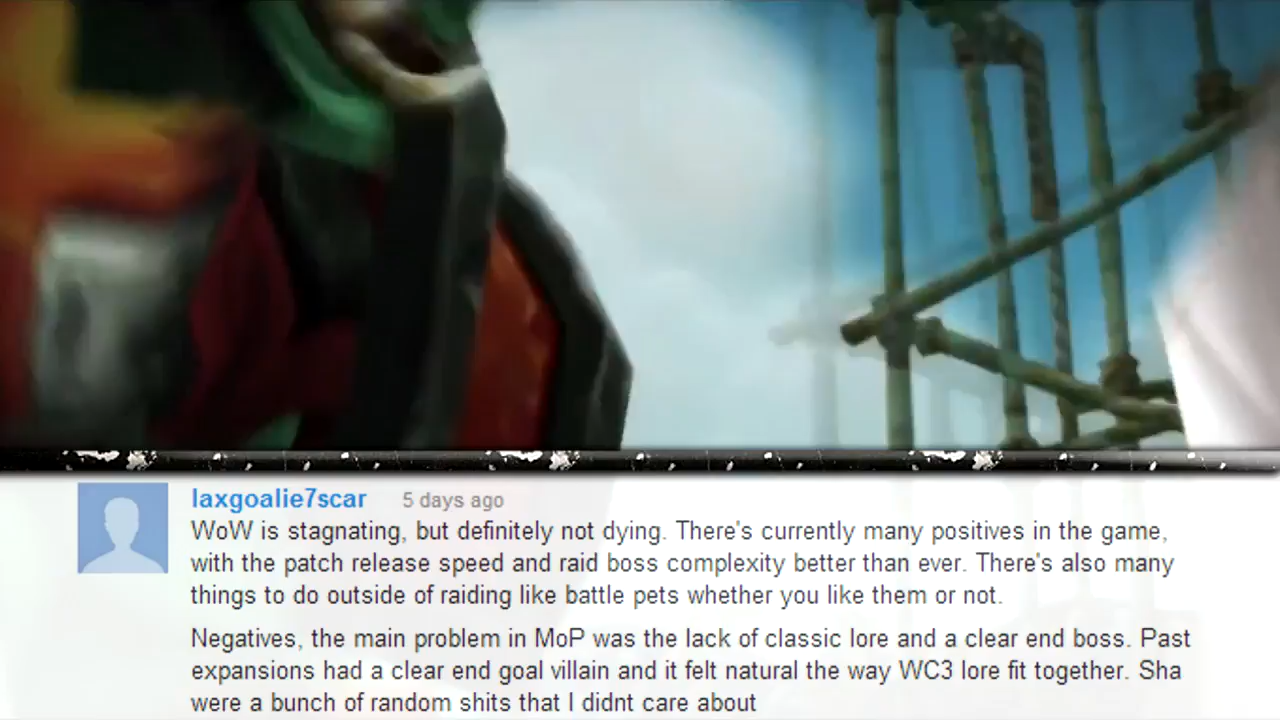 laxgoalie7scar 5 days ago
WoW is stagnating, but definitely not dying. There's currently many positives in the game,
with the patch release speed and raid boss complexity better than ever. There's also many
things to do outside of raiding like battle pets whether you like them or not.
Negatives, the main problem in MoP was the lack of classic lore and a clear end boss. Past
expansions had a clear end goal villain and it felt natural the way WC3 lore fit together. Sha
were a bunch of random shits that I didnt care about